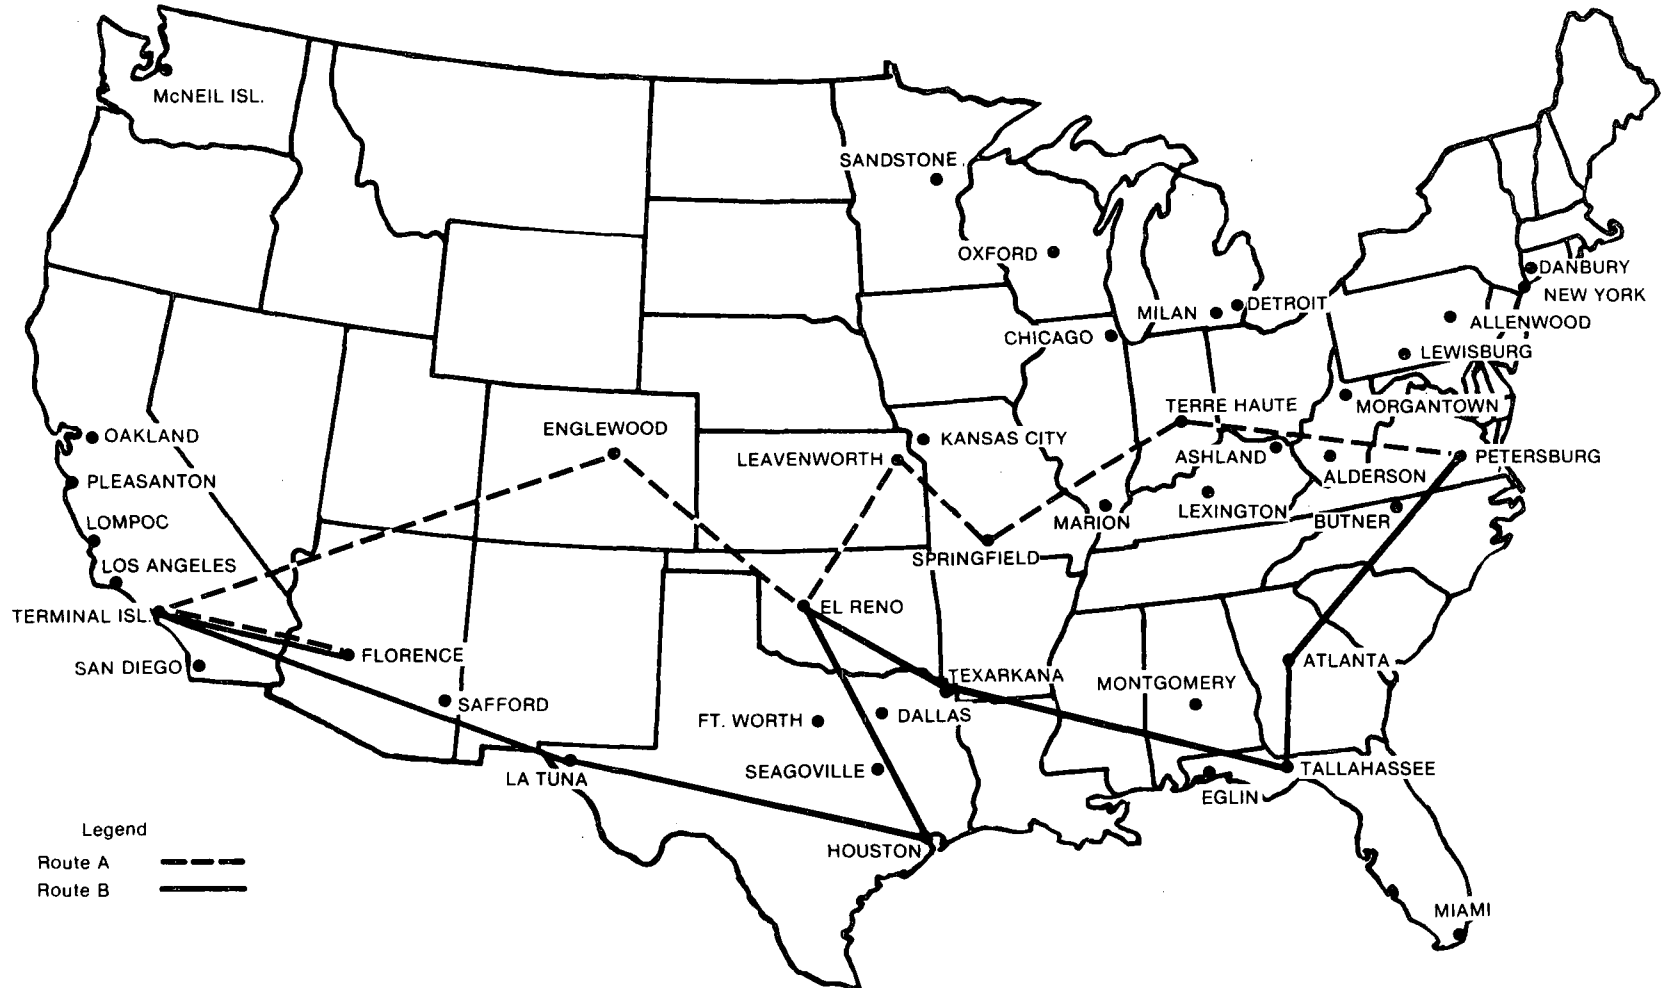 McNEIL ISL.
SANDSTONE
OXFORD
DANBURY
NEW YORK
MILAN
DETROIT
ALLENWOOD
CHICAGO
LEWISBURG
TERRE HAUTE
MORGANTOWN
ENGLEWOOD
OAKLAND
KANSAS CITY
LEAVENWORTH
ASHLAND
PETERSBURG
ALDERSON
PLEASANTON
LEXINGTON
LOMPOC
MARION
BUTNER
SPRINGFIELD
LOS ANGELES
EL RENO
TERMINAL ISL.
FLORENCE
ATLANTA
SAN DIEGO
TEXARKANA
MONTGOMERY
SAFFORD
FT. WORTH
DALLAS
SEAGOVILLE
TALLAHASSEE
LA TUNA
EGLIN
Legend
HOUSTON
Route A
Route B
MIAMI